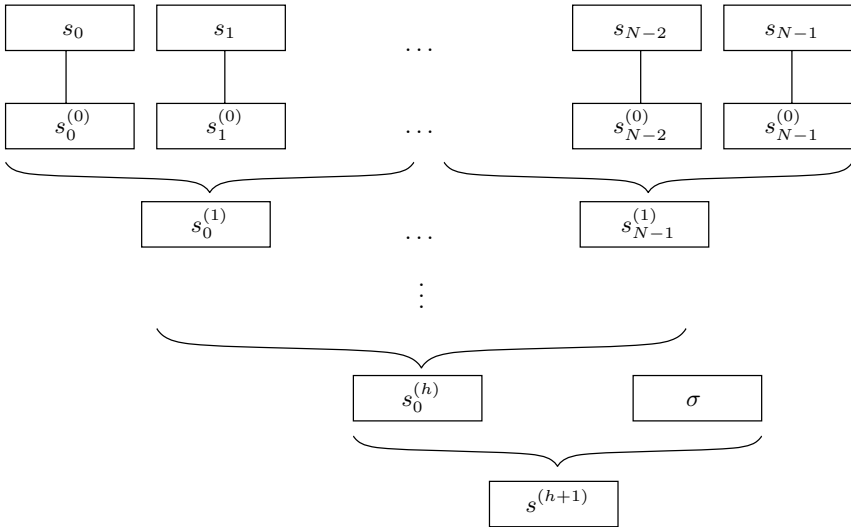 s_0 s_1 … s_{N−2} s_{N−1}
s_0^{(0)} s_1^{(0)} … s_{N−2}^{(0)} s_{N−1}^{(0)}
s_0^{(1)} … s_{N−1}^{(1)}
⋮
s_0^{(h)} σ
s^{(h+1)}